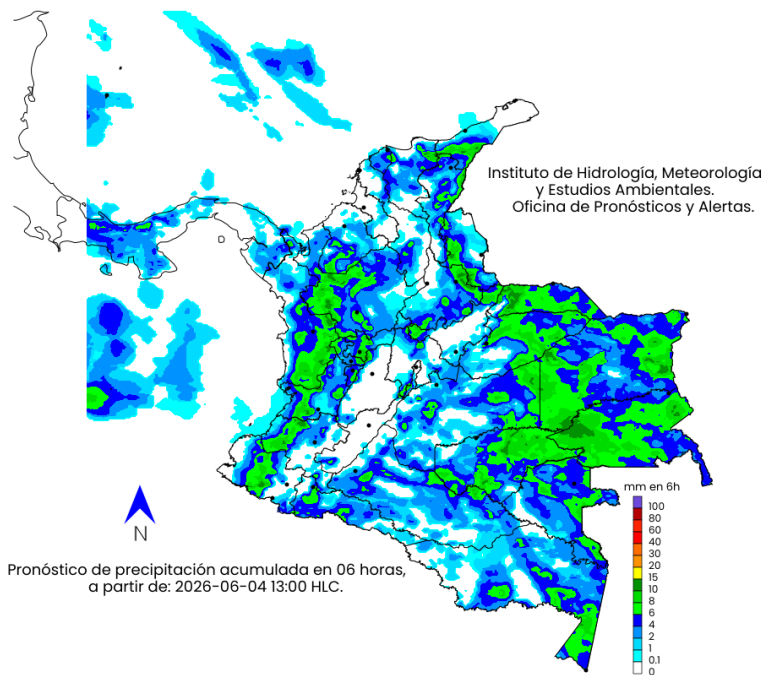 Instituto de Hidrología, Meteorología
y Estudios Ambientales.
Oficina de Pronósticos y Alertas.
mm en 6h
100
80
60
40
30
20
15
10
8
6
4
2
1
0.1
0
N
Pronóstico de precipitación acumulada en 06 horas,
a partir de: 2026-06-04 13:00 HLC.